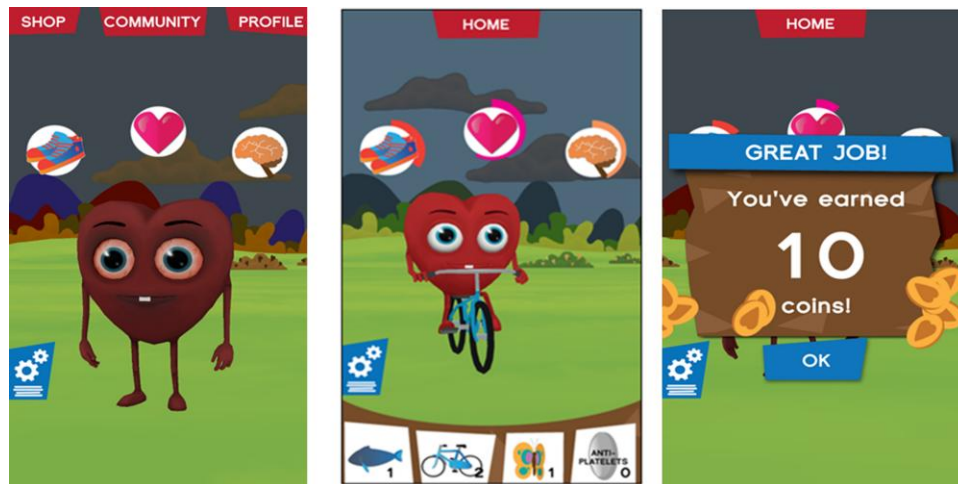 SHOP
COMMUNITY
PROFILE
HOME
1
2
1
ANTI-
PLATELETS
0
HOME
GREAT JOB!
You've earned
10
coins!
OK